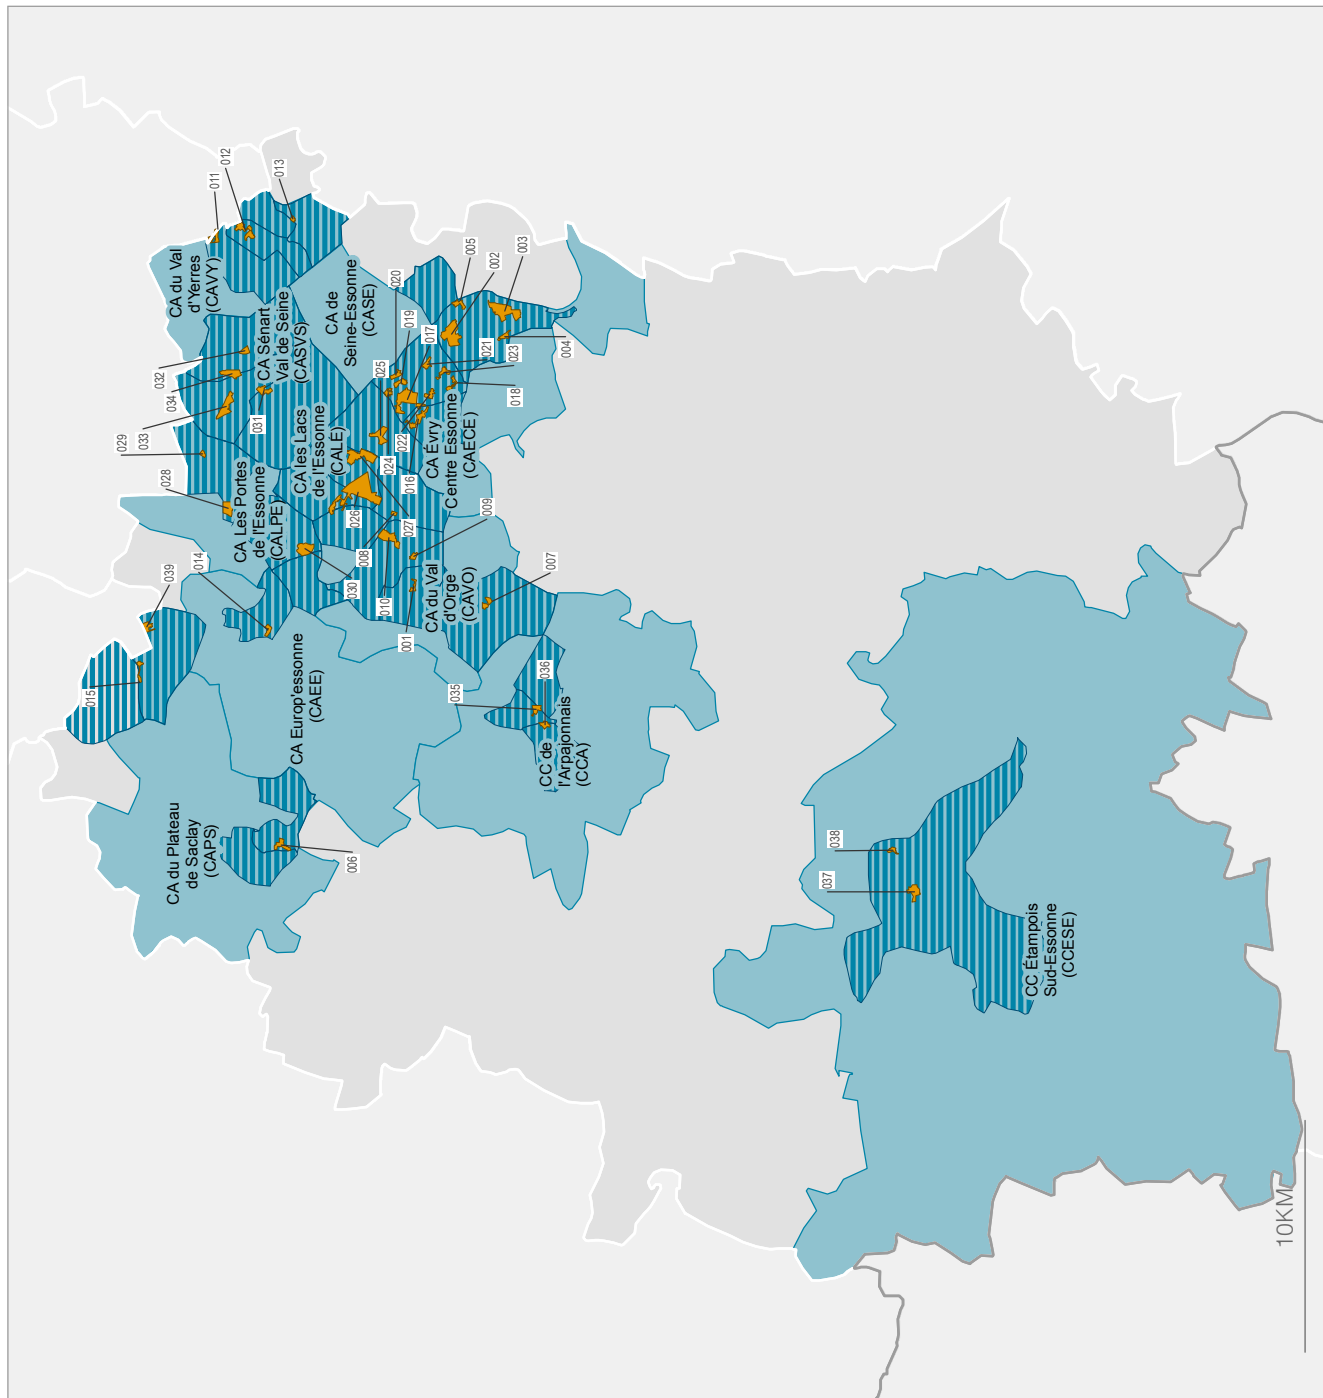 011
012
013
CA du Val
d'Yerres
(CAVY)
032
034
029
033
028
CA Sénart
Val de Seine
(CASVS)
031
CA de
Seine-Essonne
(CASE)
020
019
017
005
002
003
021
023
004
018
025
022
024
016
CA les Lacs
de l'Essonne
(CALE)
CA Évry
Centre Essonne
(CAECE)
CA Les Portes
de l'Essonne
(CALPE)
026
027
008
009
014
039
030
010
001
CA du Val
d'Orge
(CAVO)
007
015
CA Europ'essonne
(CAEE)
035
036
CC de
l'Arpajonnais
(CCA)
CA du Plateau
de Saclay
(CAPS)
006
038
037
CC Étampois
Sud-Essonne
(CCESE)
10KM